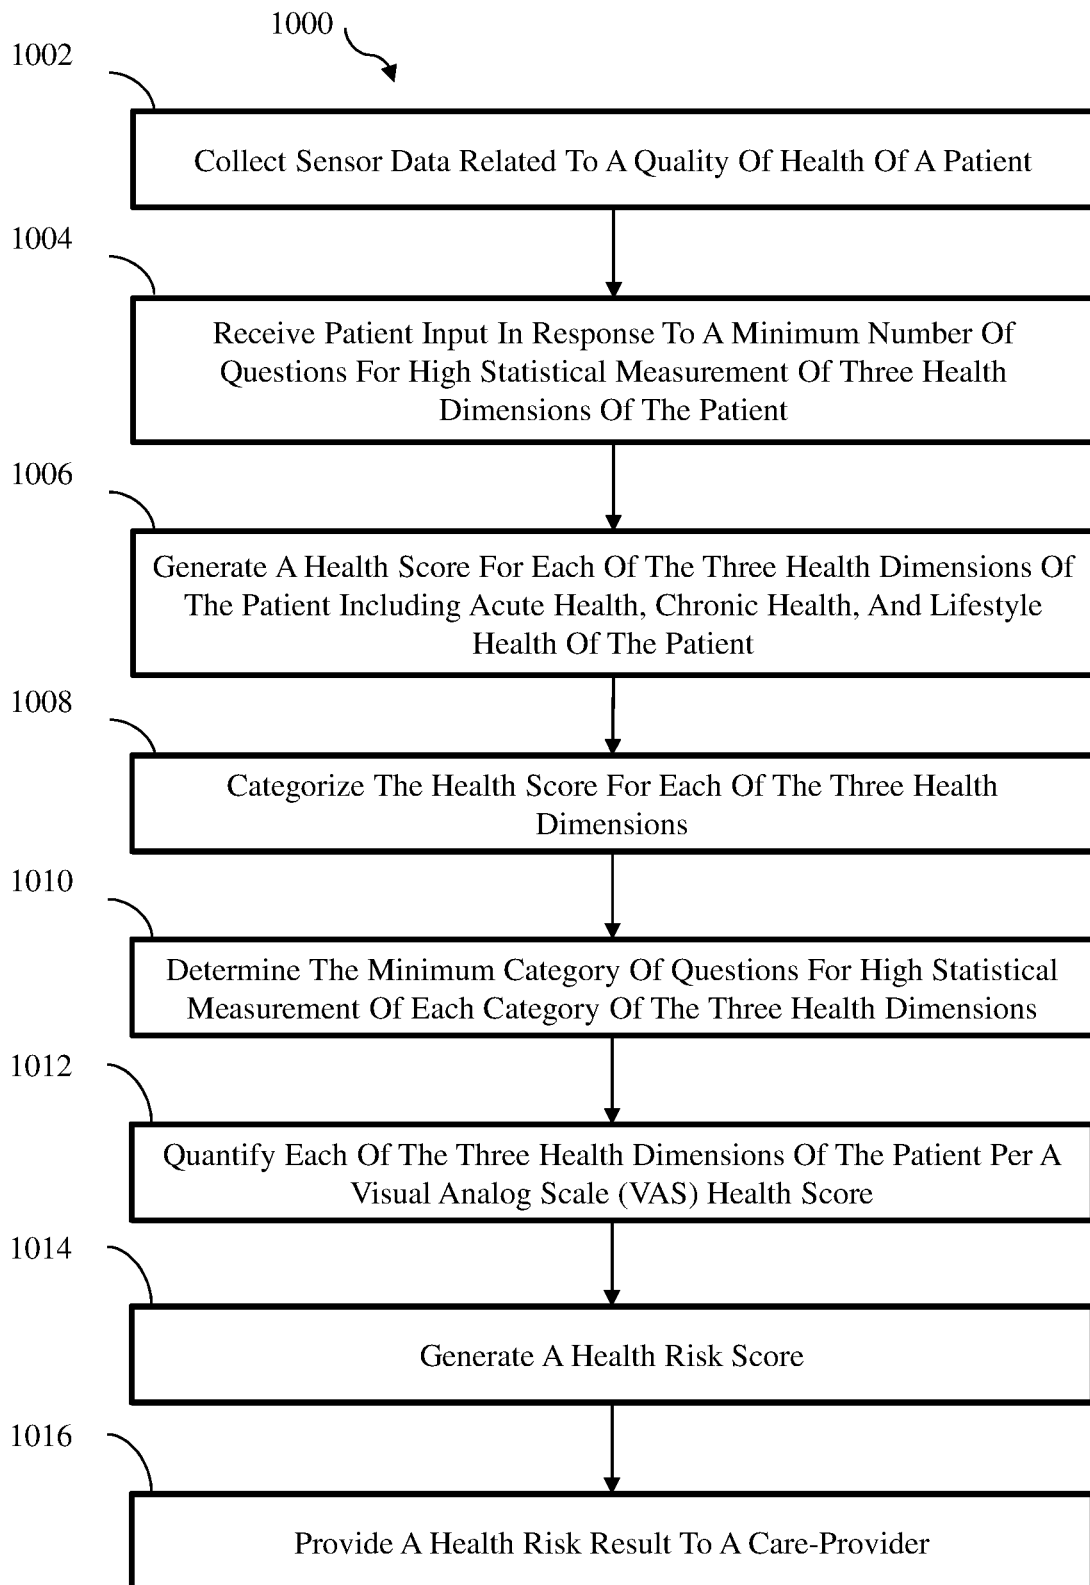 1000
1002
Collect Sensor Data Related To A Quality Of Health Of A Patient
1004
Receive Patient Input In Response To A Minimum Number Of
Questions For High Statistical Measurement Of Three Health
Dimensions Of The Patient
1006
Generate A Health Score For Each Of The Three Health Dimensions Of
The Patient Including Acute Health, Chronic Health, And Lifestyle
Health Of The Patient
1008
Categorize The Health Score For Each Of The Three Health
Dimensions
1010
Determine The Minimum Category Of Questions For High Statistical
Measurement Of Each Category Of The Three Health Dimensions
1012
Quantify Each Of The Three Health Dimensions Of The Patient Per A
Visual Analog Scale (VAS) Health Score
1014
Generate A Health Risk Score
1016
Provide A Health Risk Result To A Care-Provider